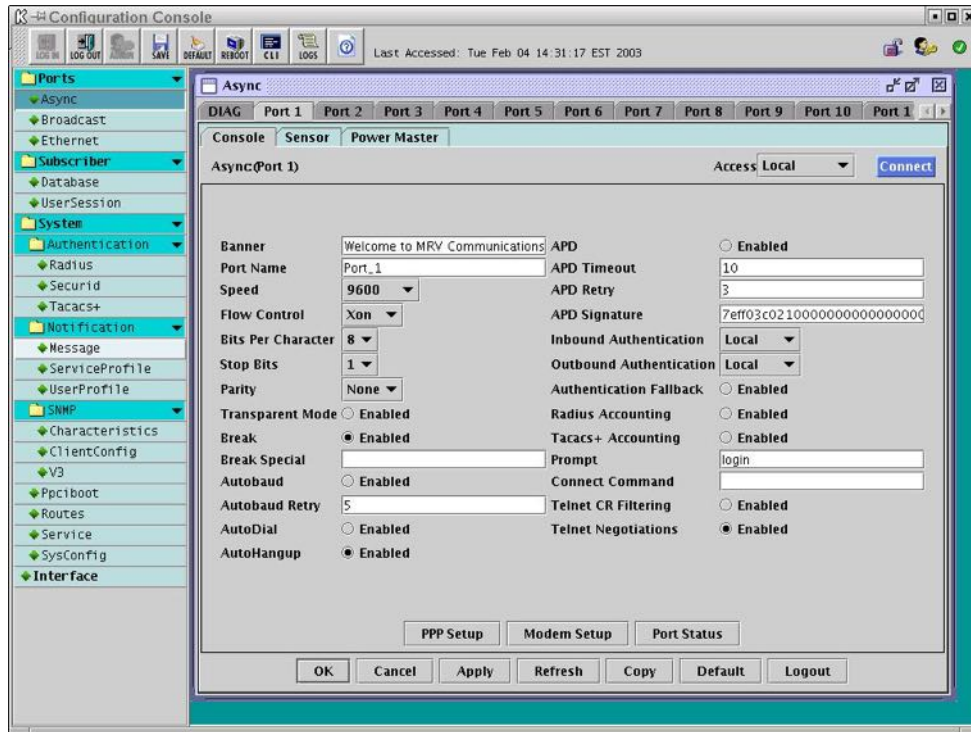 Configuration Console
LOG IN LOG OUT ADMIN SAVE DEFAULT REBOOT CLI LOGS Last Accessed: Tue Feb 04 14:31:17 EST 2003
Ports
Async
Broadcast
Ethernet
Subscriber
Database
UserSession
System
Authentication
Radius
Securid
Tacacs+
Notification
Message
ServiceProfile
UserProfile
SNMP
Characteristics
ClientConfig
V3
Ppciboot
Routes
Service
SysConfig
Interface
Async
DIAG Port 1 Port 2 Port 3 Port 4 Port 5 Port 6 Port 7 Port 8 Port 9 Port 10 Port 1
Console Sensor Power Master
Async:(Port 1) Access Local Connect
Banner Welcome to MRV Communications APD Enabled
Port Name Port_1 APD Timeout 10
Speed 9600 APD Retry 3
Flow Control Xon APD Signature 7eff03c021000000000000000
Bits Per Character 8 Inbound Authentication Local
Stop Bits 1 Outbound Authentication Local
Parity None Authentication Fallback Enabled
Transparent Mode Enabled Radius Accounting Enabled
Break Enabled Tacacs+ Accounting Enabled
Break Special Prompt login
Autobaud Enabled Connect Command
Autobaud Retry 5 Telnet CR Filtering Enabled
AutoDial Enabled Telnet Negotiations Enabled
AutoHangup Enabled
PPP Setup Modem Setup Port Status
OK Cancel Apply Refresh Copy Default Logout